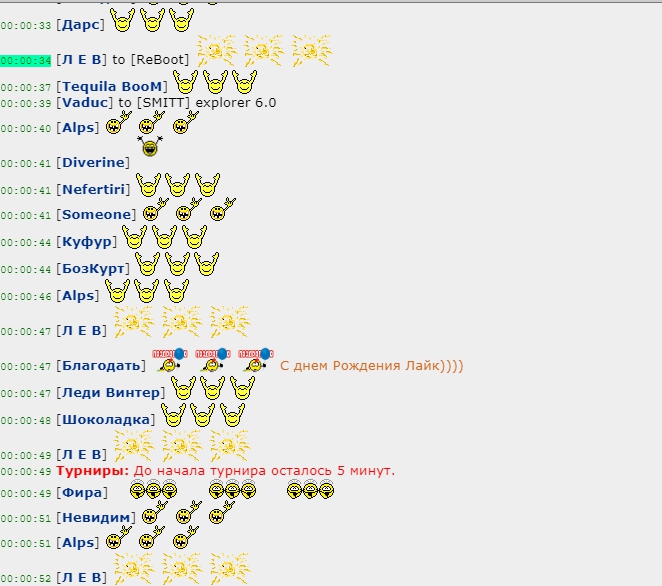 00:00:33 [Дарс]
00:00:34 [Л Е В] to [ReBoot]
00:00:37 [Tequila BooM]
00:00:39 [Vaduc] to [SMITT] explorer 6.0
00:00:40 [Alps]
00:00:41 [Diverine]
00:00:41 [Nefertiri]
00:00:41 [Someone]
00:00:44 [Куфур]
00:00:44 [БозКурт]
00:00:46 [Alps]
00:00:47 [Л Е В]
00:00:47 [Благодать] С днем Рождения Лайк))))
00:00:47 [Леди Винтер]
00:00:48 [Шоколадка]
00:00:49 [Л Е В]
00:00:49 Турниры: До начала турнира осталось 5 минут.
00:00:49 [Фира]
00:00:51 [Невидим]
00:00:51 [Alps]
00:00:52 [Л Е В]